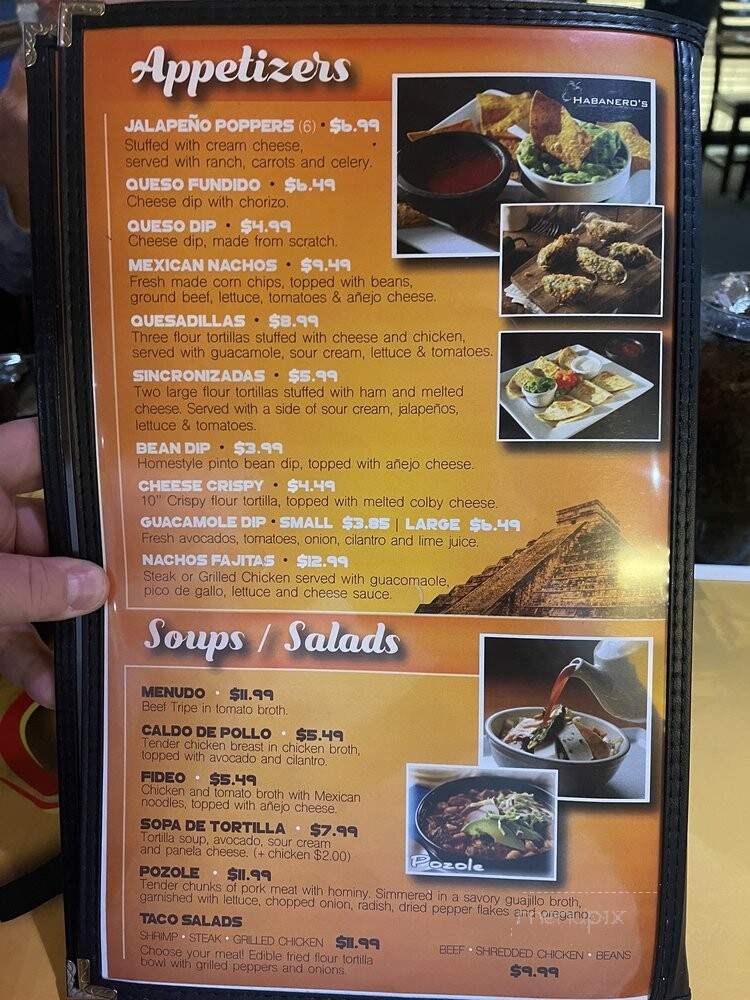 Appetizers
HABANERO'S
JALAPEÑO POPPERS (6) • $6.99
Stuffed with cream cheese,
served with ranch, carrots and celery.
QUESO FUNDIDO • $6.49
Cheese dip with chorizo.
QUESO DIP • $4.99
Cheese dip, made from scratch.
MEXICAN NACHOS • $9.49
Fresh made corn chips, topped with beans,
ground beef, lettuce, tomatoes & añejo cheese.
QUESADILLAS • $8.99
Three flour tortillas stuffed with cheese and chicken,
served with guacamole, sour cream, lettuce & tomatoes.
SINCRONIZADAS • $5.99
Two large flour tortillas stuffed with ham and melted
cheese. Served with a side of sour cream, jalapeños,
lettuce & tomatoes.
BEAN DIP • $3.99
Homestyle pinto bean dip, topped with añejo cheese.
CHEESE CRISPY • $4.49
10" Crispy flour tortilla, topped with melted colby cheese.
GUACAMOLE DIP • SMALL $3.85 | LARGE $6.49
Fresh avocados, tomatoes, onion, cilantro and lime juice.
NACHOS FAJITAS • $12.99
Steak or Grilled Chicken served with guacomaole,
pico de gallo, lettuce and cheese sauce.
Soups / Salads
MENUDO • $11.99
Beef Tripe in tomato broth.
CALDO DE POLLO • $5.49
Tender chicken breast in chicken broth,
topped with avocado and cilantro.
FIDEO • $5.49
Chicken and tomato broth with Mexican
noodles, topped with añejo cheese.
SOPA DE TORTILLA • $7.99
Tortilla soup, avocado, sour cream
and panela cheese. (+ chicken $2.00)
Pozole
POZOLE • $11.99
Tender chunks of pork meat with hominy. Simmered in a savory guajillo broth,
garnished with lettuce, chopped onion, radish, dried pepper flakes and oregano.
menupix
TACO SALADS
SHRIMP • STEAK • GRILLED CHICKEN $11.99
BEEF • SHREDDED CHICKEN • BEANS
$9.99
Choose your meat! Edible fried flour tortilla
bowl with grilled peppers and onions.